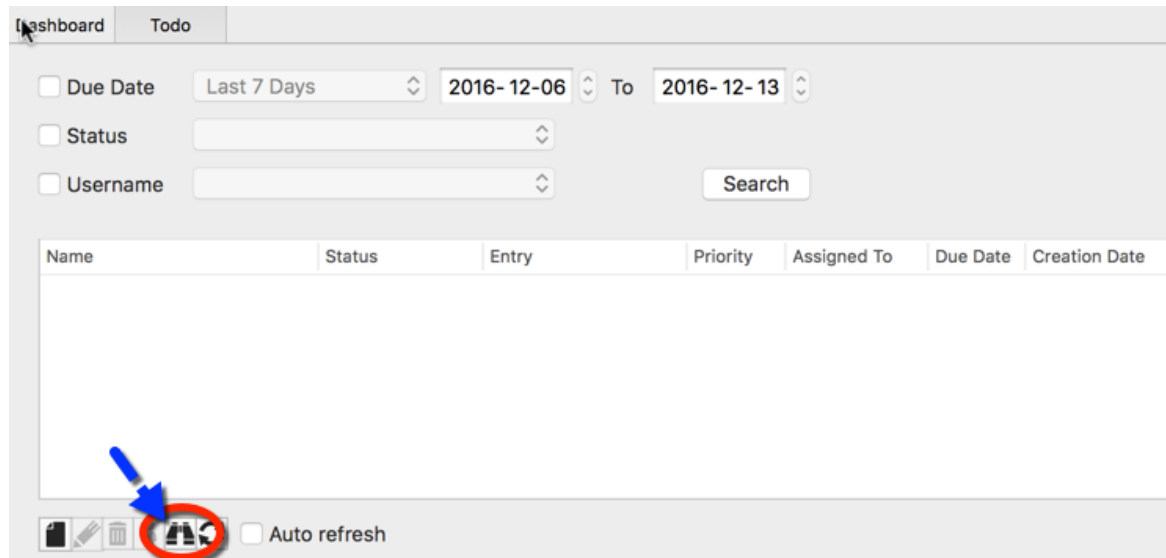 Dashboard Todo
Due Date Last 7 Days 2016-12-06 To 2016-12-13
Status
Username Search
Name Status Entry Priority Assigned To Due Date Creation Date
Auto refresh